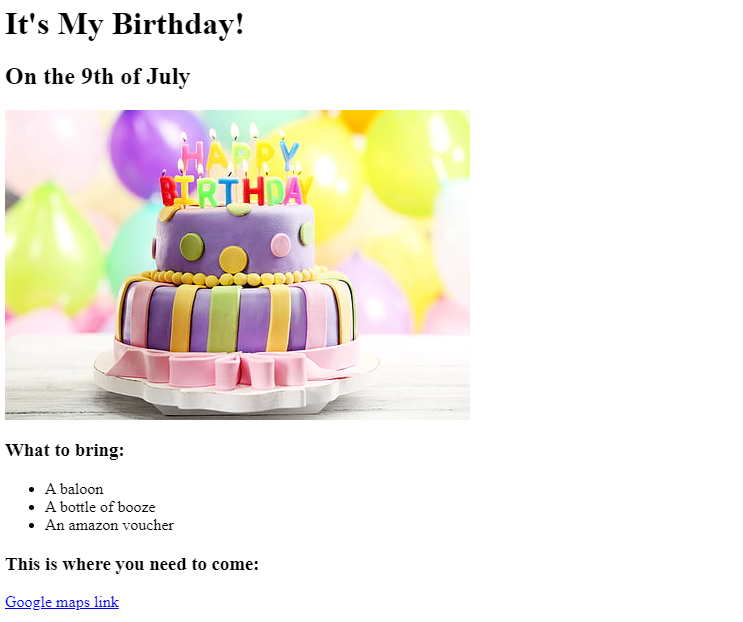 It's My Birthday!
On the 9th of July
HAPPY
BIRTHDAY
What to bring:
A baloon
A bottle of booze
An amazon voucher
This is where you need to come:
Google maps link